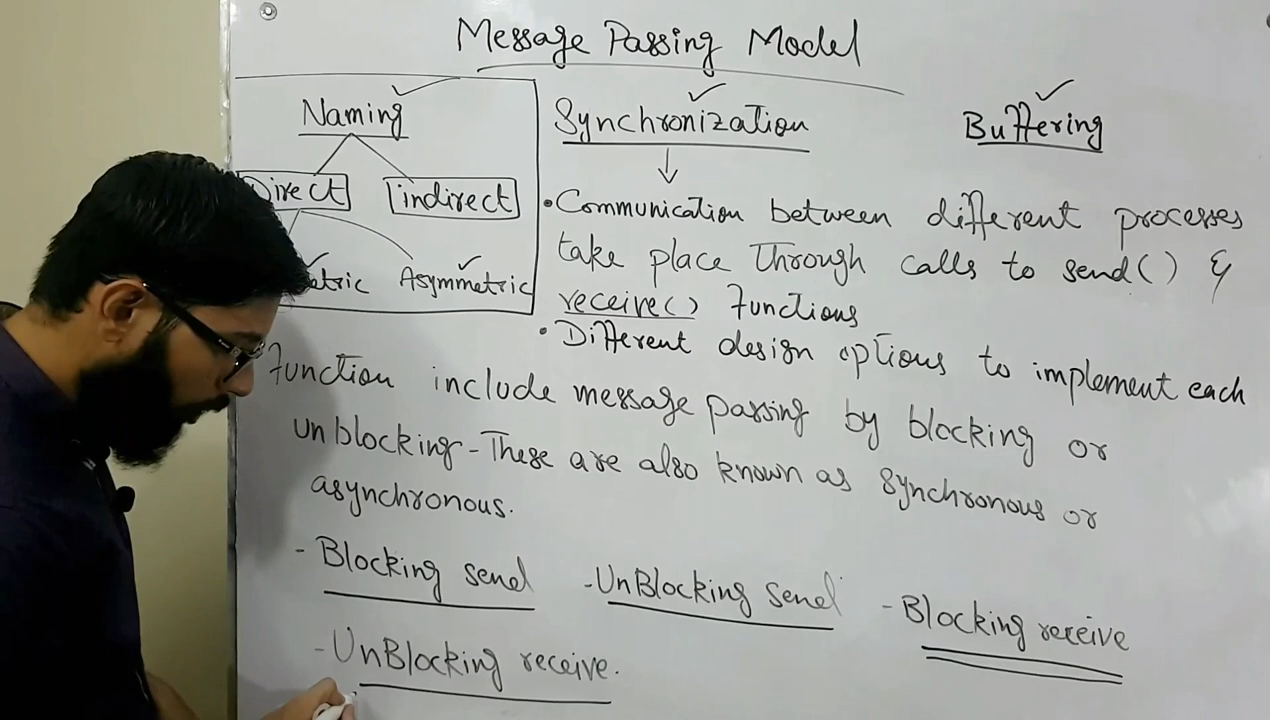 Message Passing Model
Naming
Direct indirect
Asymmetric
Synchronization
• Communication between different processes
take place Through calls to send() &
receive() Functions
• Different design options to implement each
Function include message passing by blocking or
unblocking - These are also known as synchronous or
asynchronous.
- Blocking send - UnBlocking send - Blocking receive
- UnBlocking receive.
Buffering